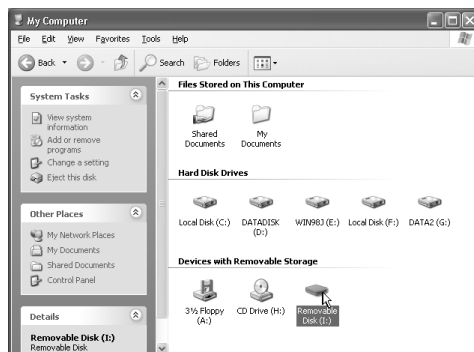 My Computer
File Edit View Favorites Tools Help
Back Search Folders
System Tasks
View system
information
Add or remove
programs
Change a setting
Eject this disk
Other Places
My Network Places
My Documents
Shared Documents
Control Panel
Details
Removable Disk (I:)
Removable Disk
Files Stored on This Computer
Shared
Documents
My
Documents
Hard Disk Drives
Local Disk (C:) DATADISK
(D:) WIN98J (E:) Local Disk (F:) DATA2 (G:)
Devices with Removable Storage
3½ Floppy
(A:)
CD Drive (H:)
Removable
Disk (I:)